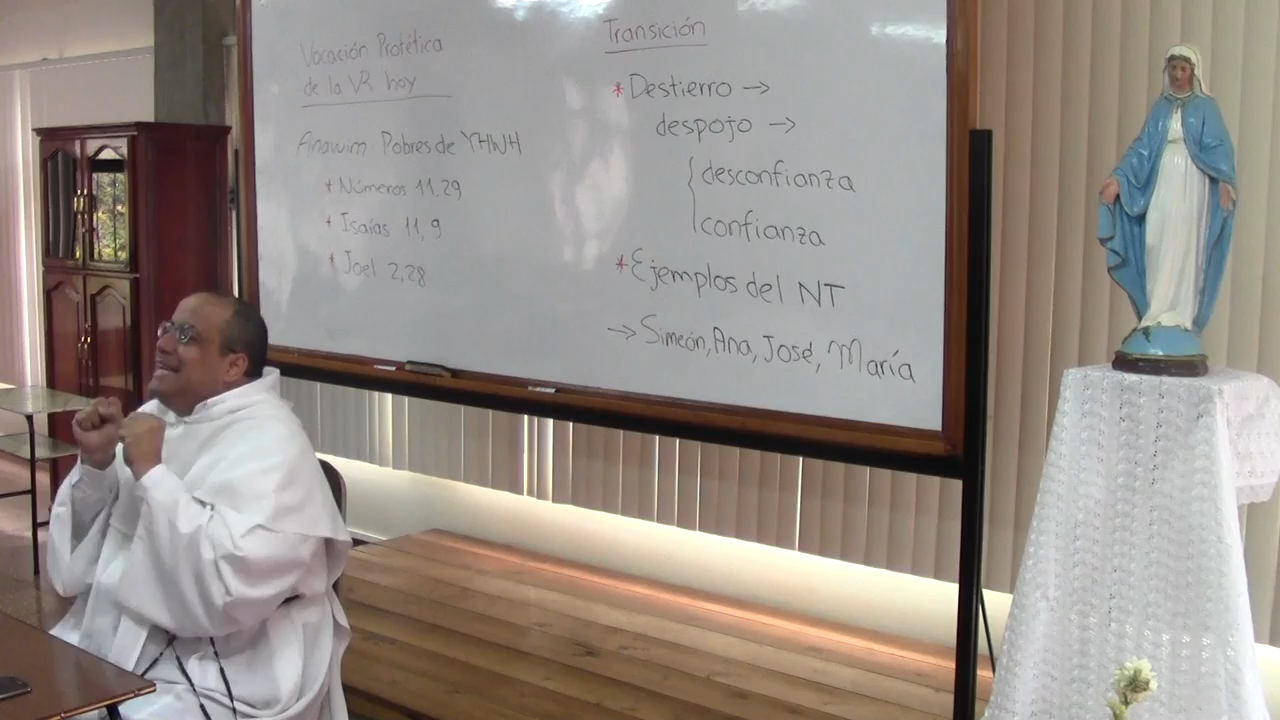 Vocación Profética
de la VR hoy
Anawim: Pobres de YHWH
* Números 11,29
* Isaías 11,9
* Joel 2,28
Transición
* Destierro →
despojo →
{ desconfianza
confianza
* Ejemplos del NT
→ Simeón, Ana, José, María